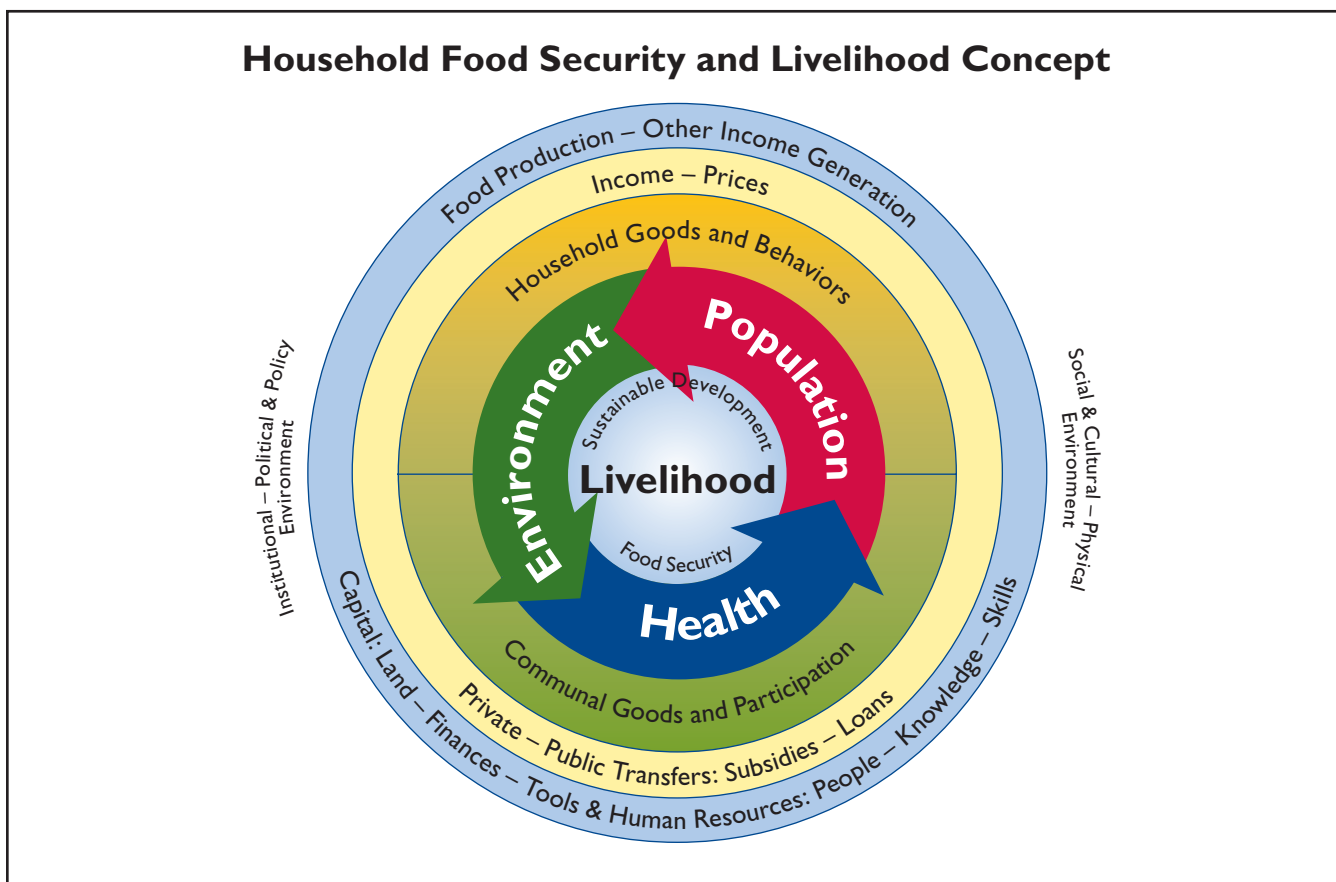 Household Food Security and Livelihood Concept
Food Production – Other Income Generation
Income – Prices
Household Goods and Behaviors
Population
Environment
Sustainable Development
Livelihood
Food Security
Health
Institutional – Political & Policy
Environment
Social & Cultural – Physical
Environment
Communal Goods and Participation
Private – Public Transfers: Subsidies – Loans
Capital: Land – Finances – Tools & Human Resources: People – Knowledge – Skills